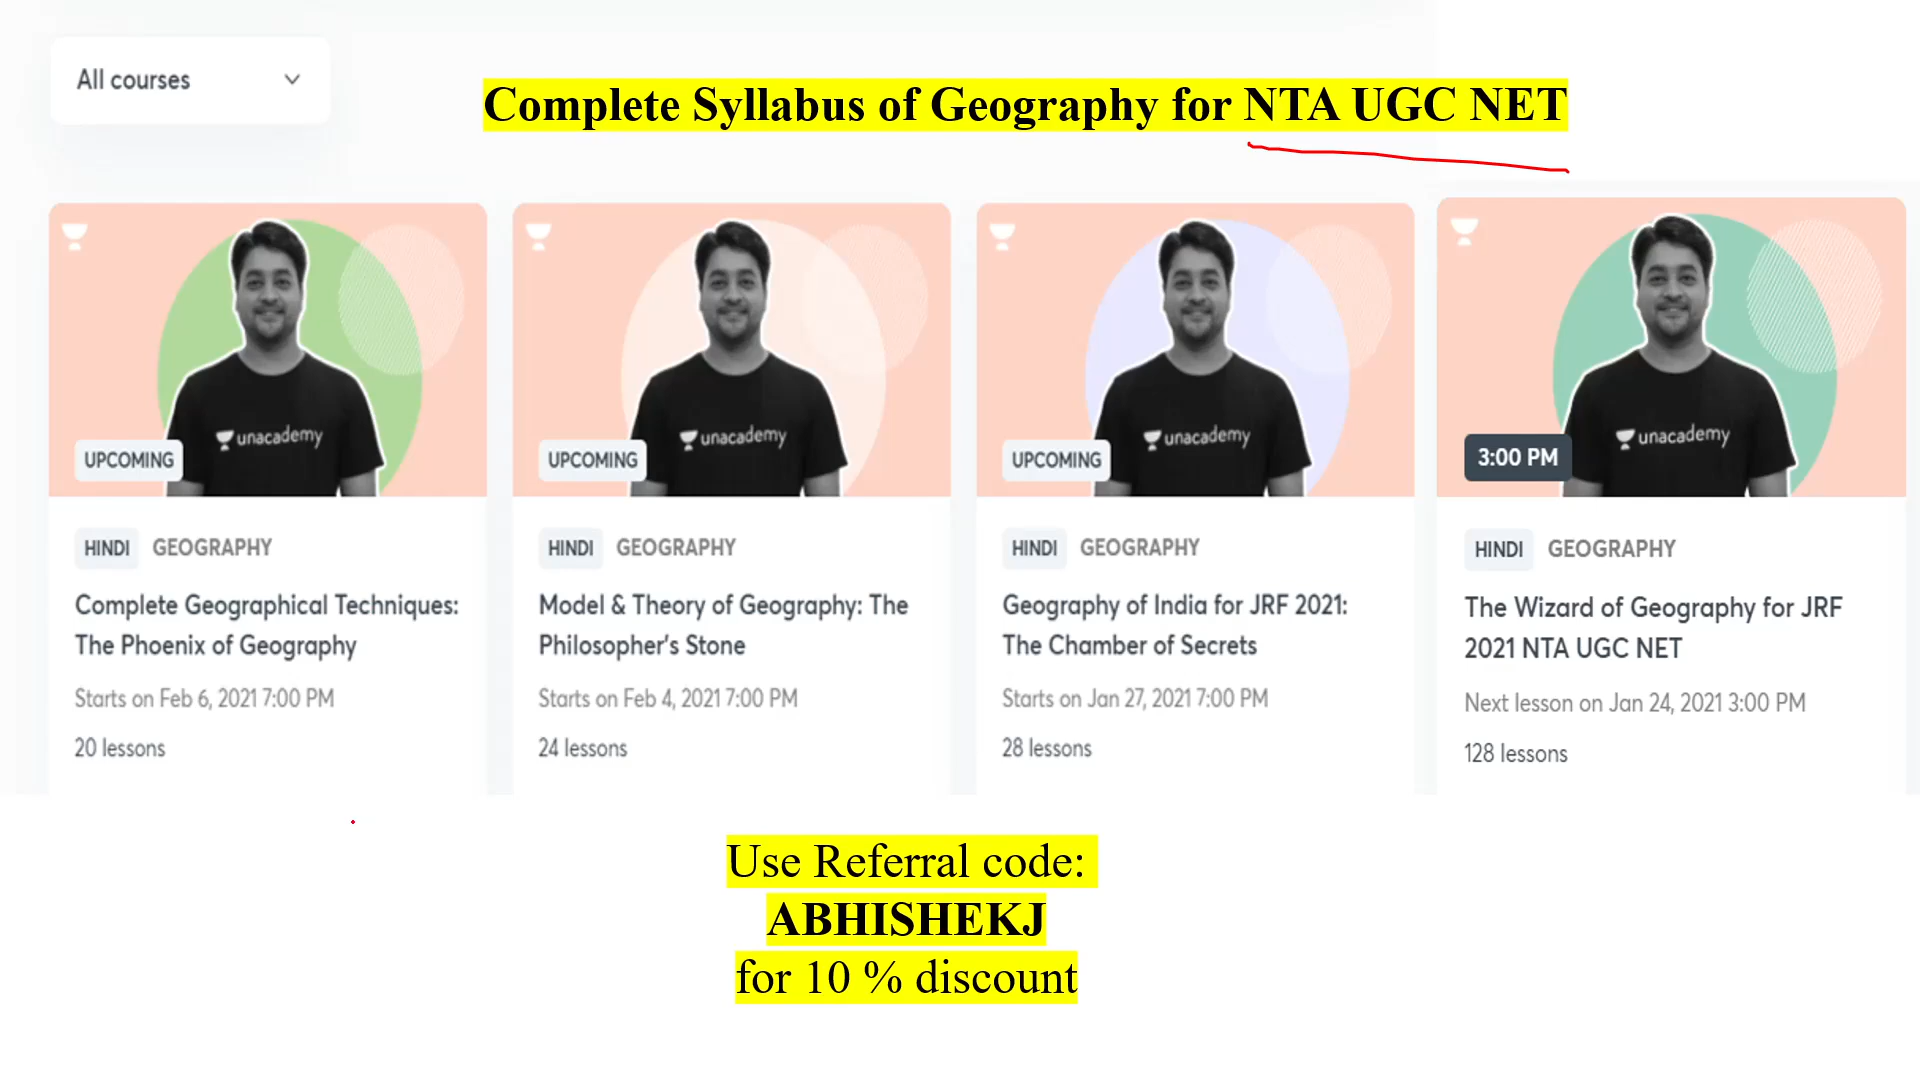 All courses
Complete Syllabus of Geography for NTA UGC NET
unacademy
UPCOMING
HINDI GEOGRAPHY
Complete Geographical Techniques:
The Phoenix of Geography
Starts on Feb 6, 2021 7:00 PM
20 lessons
unacademy
UPCOMING
HINDI GEOGRAPHY
Model & Theory of Geography: The
Philosopher's Stone
Starts on Feb 4, 2021 7:00 PM
24 lessons
unacademy
UPCOMING
HINDI GEOGRAPHY
Geography of India for JRF 2021:
The Chamber of Secrets
Starts on Jan 27, 2021 7:00 PM
28 lessons
unacademy
3:00 PM
HINDI GEOGRAPHY
The Wizard of Geography for JRF
2021 NTA UGC NET
Next lesson on Jan 24, 2021 3:00 PM
128 lessons
Use Referral code:
ABHISHEKJ
for 10 % discount